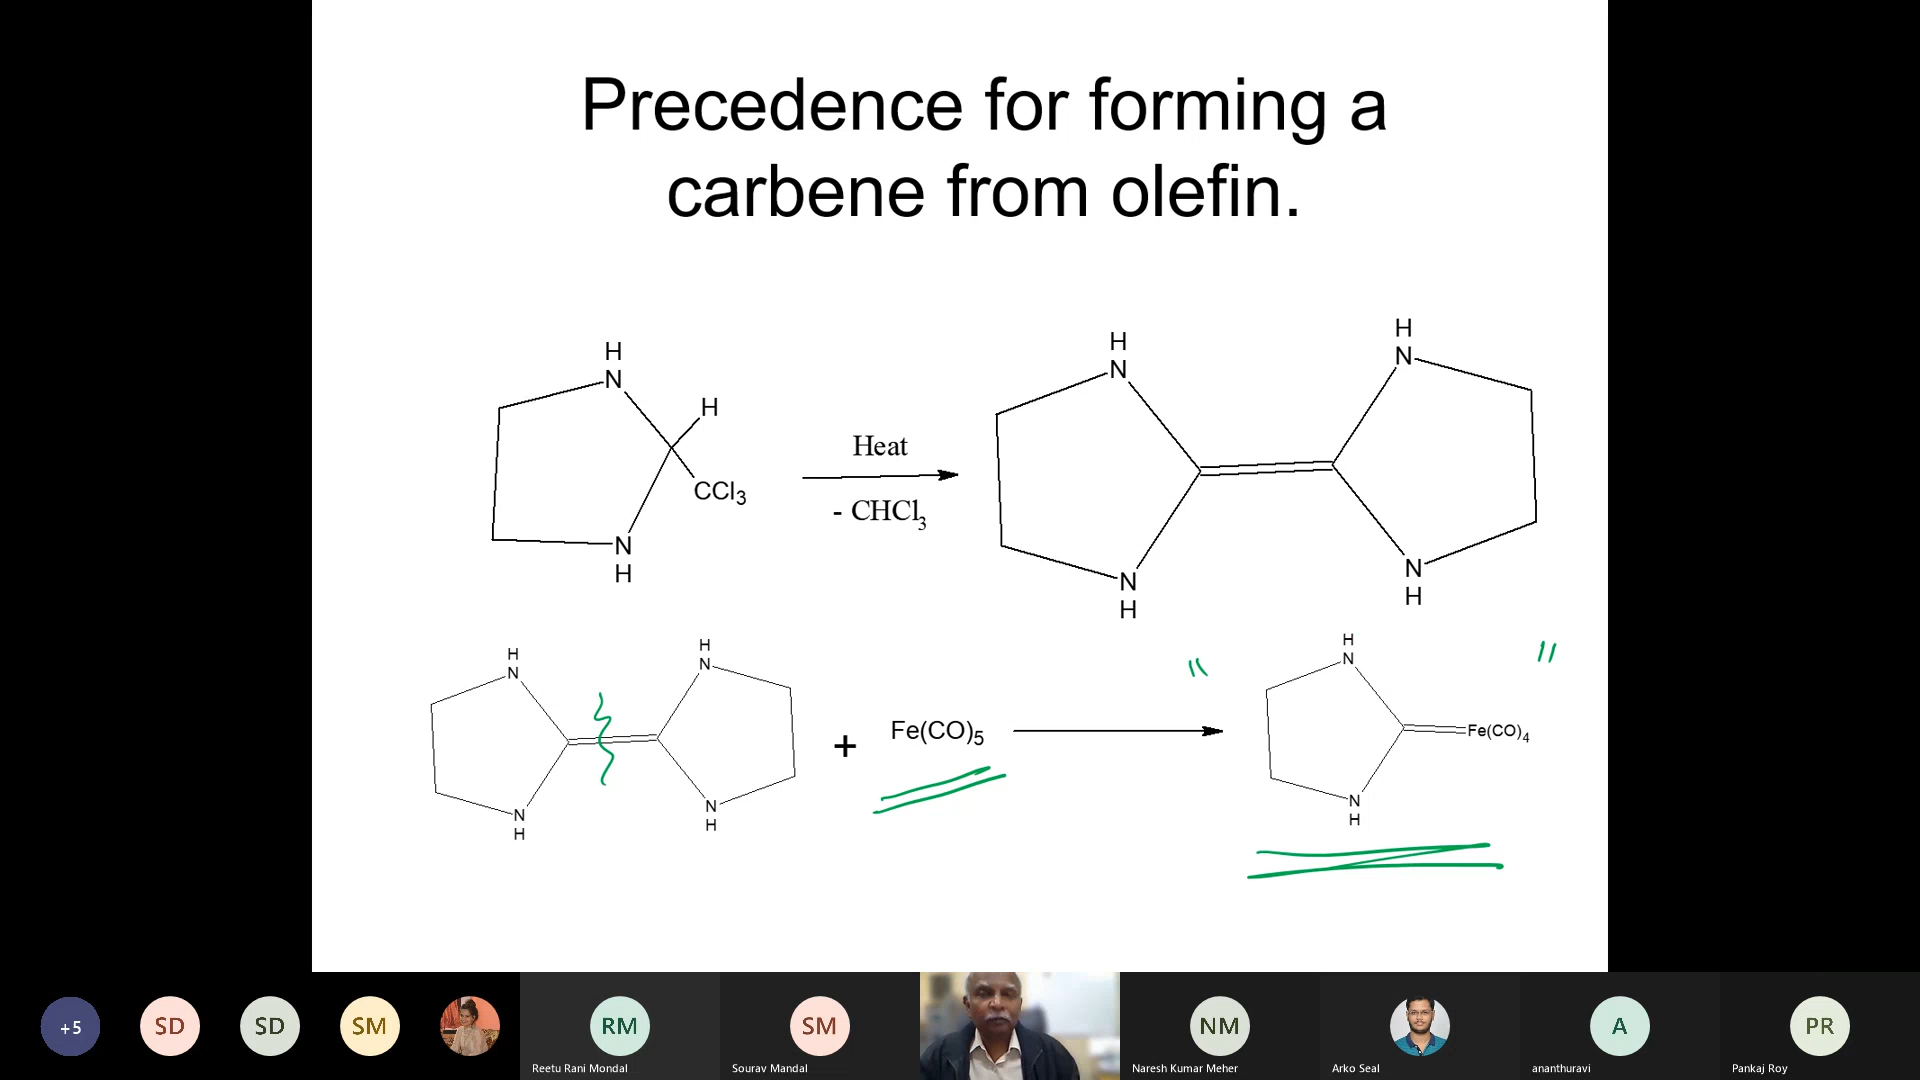 Precedence for forming a
carbene from olefin.
H
N
H
CCl3
N
H
Heat
- CHCl3
H
N
N
H
H
N
N
H
H
N
N
H
H
N
N
H
+
Fe(CO)5
"
H
N
Fe(CO)4
N
H
"
+5
SD
SD
SM
RM
Reetu Rani Mondal
SM
Sourav Mandal
NM
Naresh Kumar Meher
Arko Seal
A
ananthuravi
PR
Pankaj Roy